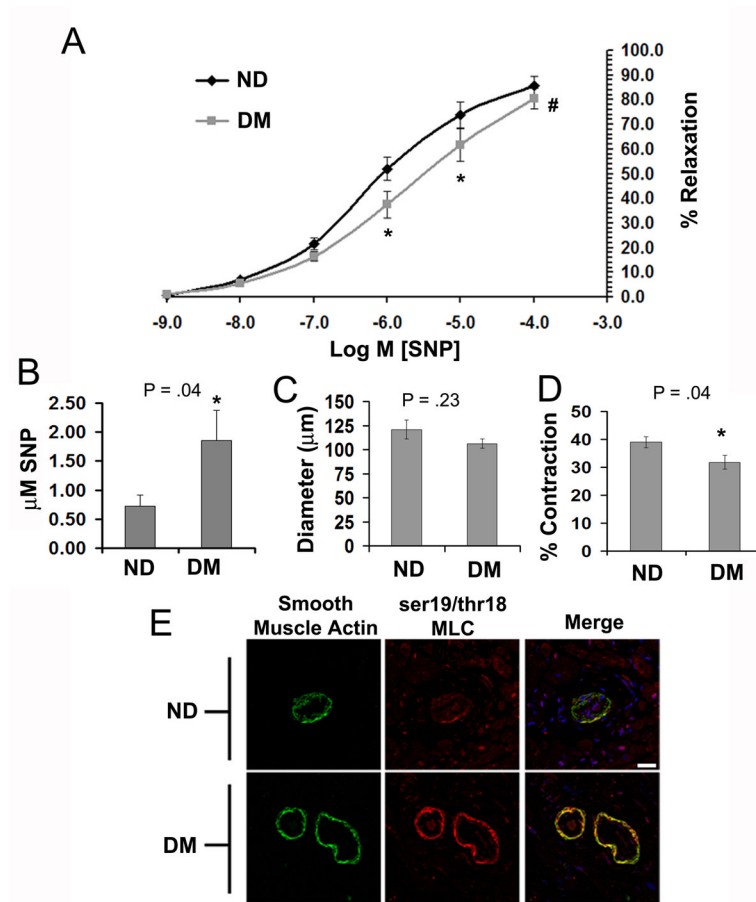 A
ND
DM
100.0
90.0
80.0
70.0
60.0
50.0
40.0
30.0
20.0
10.0
0.0
% Relaxation
#
*
*
-9.0 -8.0 -7.0 -6.0 -5.0 -4.0 -3.0
Log M [SNP]
B
P = .04
*
2.50
2.00
1.50
1.00
0.50
0.00
μM SNP
ND DM
C
P = .23
150
125
100
75
50
25
0
Diameter (μm)
ND DM
D
P = .04
*
50
40
30
20
10
0
% Contraction
ND DM
E
Smooth
Muscle Actin
ser19/thr18
MLC
Merge
ND
DM